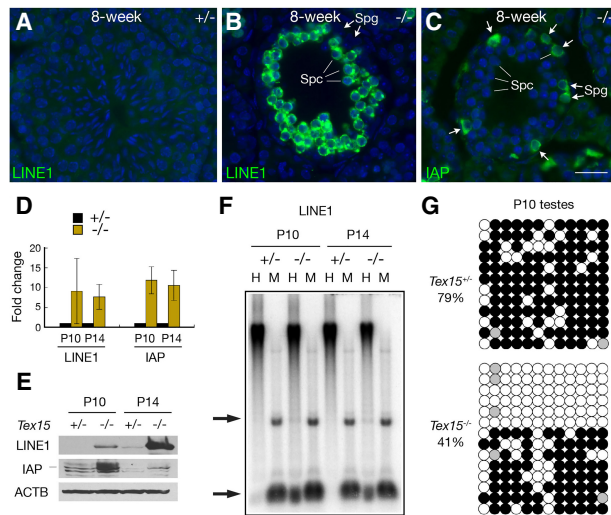 A 8-week +/-
LINE1
B 8-week -/-
Spg
Spc
LINE1
C 8-week -/-
Spc
Spg
IAP
D
+/-
-/-
Fold change
20
15
10
5
0
P10 P14 P10 P14
LINE1 IAP
E
P10 P14
Tex15 +/- -/- +/- -/-
LINE1
IAP
ACTB
F
LINE1
P10 P14
+/- -/- +/- -/-
H M H M H M H M
G
P10 testes
Tex15+/-
79%
Tex15-/-
41%